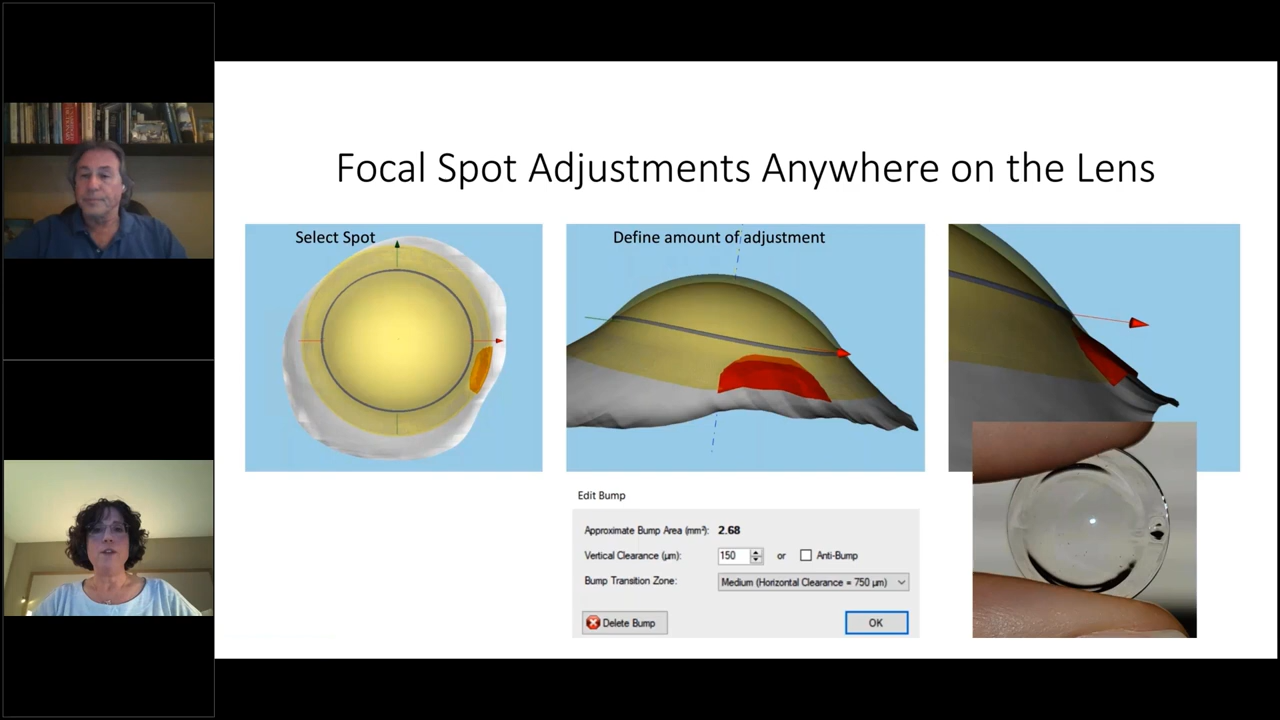 Focal Spot Adjustments Anywhere on the Lens
Select Spot
Define amount of adjustment
Edit Bump
Approximate Bump Area (mm²): 2.68
Vertical Clearance (µm): 150 or Anti-Bump
Bump Transition Zone: Medium (Horizontal Clearance = 750 µm)
Delete Bump OK